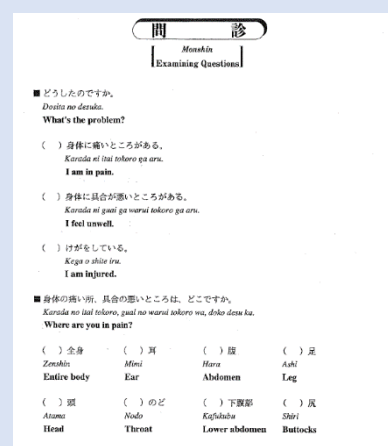 問診
Monshin
Examining Questions
■どうしたのですか。
Dosita no desuka.
What's the problem?
( )身体に痛いところがある。
Karada ni itai tokoro ga aru.
I am in pain.
( )身体に具合が悪いところがある。
Karada ni guai ga warui tokoro ga aru.
I feel unwell.
( )けがをしている。
Kega o shite iru.
I am injured.
■身体の痛い所、具合の悪いところは、どこですか。
Karada no itai tokoro, guai no warui tokoro wa, doko desu ka.
Where are you in pain?
( )全身 ( )耳 ( )腹 ( )足
Zenshin Mimi Hara Ashi
Entire body Ear Abdomen Leg
( )頭 ( )のど ( )下腹部 ( )尻
Atama Nodo Kafukubu Shiri
Head Throat Lower abdomen Buttocks